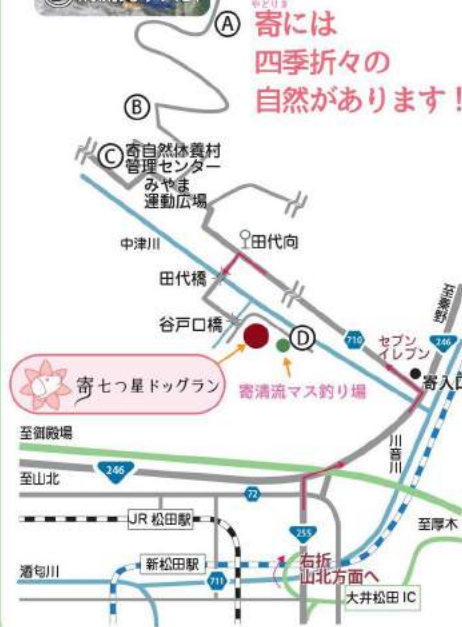 A
やどりき
寄には
四季折々の
自然があります！
B
C
寄自然休養村
管理センター
みやま
運動広場
中津川
田代向
田代橋
谷戸口橋
D
710
セブン
イレブン
至秦野
246
寄入口
寄七つ星ドッグラン
寄清流マス釣り場
川音川
至御殿場
246
至山北
72
JR 松田駅
255
至厚木
新松田駅
右折
山北方面へ
酒匂川
711
大井松田 IC